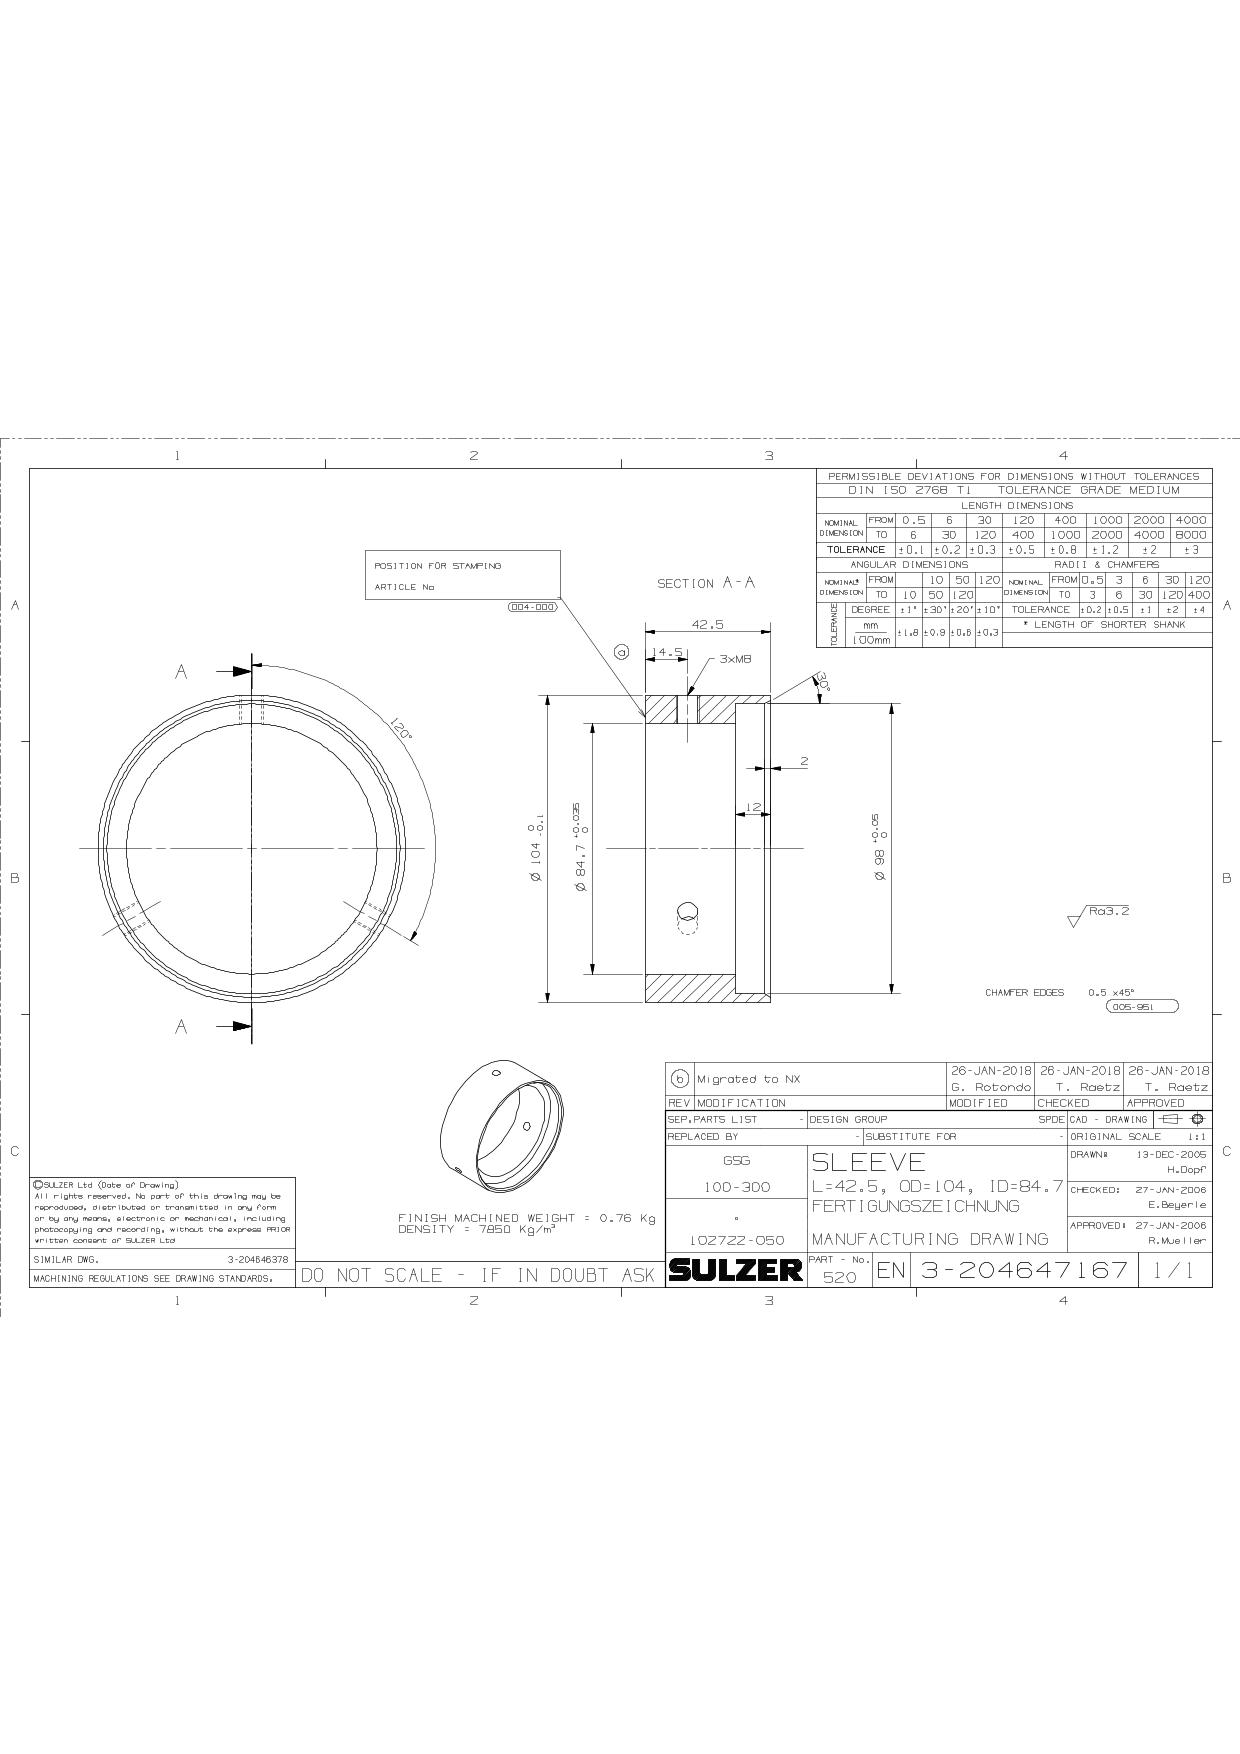 1 2 3 4
PERMISSIBLE DEVIATIONS FOR DIMENSIONS WITHOUT TOLERANCES
DIN ISO 2768 T1 TOLERANCE GRADE MEDIUM
LENGTH DIMENSIONS
NOMINAL DIMENSION FROM 0.5 6 30 120 400 1000 2000 4000
TO 6 30 120 400 1000 2000 4000 8000
TOLERANCE ±0.1 ±0.2 ±0.3 ±0.5 ±0.8 ±1.2 ±2 ±3
ANGULAR DIMENSIONS RADII & CHAMFERS
NOMINAL* DIMENSION FROM 10 50 120 NOMINAL DIMENSION FROM 0.5 3 6 30 120
TO 10 50 120 TO 3 6 30 120 400
TOLERANCE DEGREE ±1° ±30' ±20' ±10' TOLERANCE ±0.2 ±0.5 ±1 ±2 ±4
mm
100mm ±1.8 ±0.9 ±0.6 ±0.3
* LENGTH OF SHORTER SHANK
POSITION FOR STAMPING
ARTICLE No
004-000
SECTION A-A
A A
42.5
a 14.5 3xM8
A
30°
120°
2
12
Ø 104 0 -0.1
Ø 84.7 +0.035 0
Ø 98 +0.05 0
B B
Ra3.2
CHAMFER EDGES 0.5 x45°
005-951
A
b Migrated to NX 26-JAN-2018 26-JAN-2018 26-JAN-2018
G. Rotondo T. Raetz T. Raetz
REV MODIFICATION MODIFIED CHECKED APPROVED
SEP.PARTS LIST - DESIGN GROUP SPDE CAD - DRAWING
REPLACED BY - SUBSTITUTE FOR - ORIGINAL SCALE 1:1
C C
GSG
100-300
°
102722-050
SLEEVE
L=42.5, OD=104, ID=84.7
FERTIGUNGSZEICHNUNG
MANUFACTURING DRAWING
DRAWN: 13-DEC-2005
H.Dopf
CHECKED: 27-JAN-2006
E.Beyerle
APPROVED: 27-JAN-2006
R.Mueller
©SULZER Ltd (Date of Drawing)
All rights reserved. No part of this drawing may be
reproduced, distributed or transmitted in any form
or by any means, electronic or mechanical, including
photocopying and recording, without the express PRIOR
written consent of SULZER Ltd
SIMILAR DWG. 3-204646378
MACHINING REGULATIONS SEE DRAWING STANDARDS.
FINISH MACHINED WEIGHT = 0.76 Kg
DENSITY = 7850 Kg/m³
DO NOT SCALE - IF IN DOUBT ASK
SULZER
PART - No.
520
EN 3-204647167 1/1
1 2 3 4